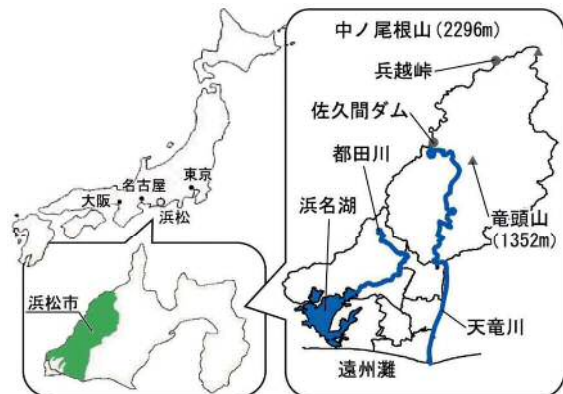 中ノ尾根山(2296m)
兵越峠
佐久間ダム
都田川
浜名湖
竜頭山
(1352m)
天竜川
遠州灘
東京
名古屋
大阪
浜松
浜松市